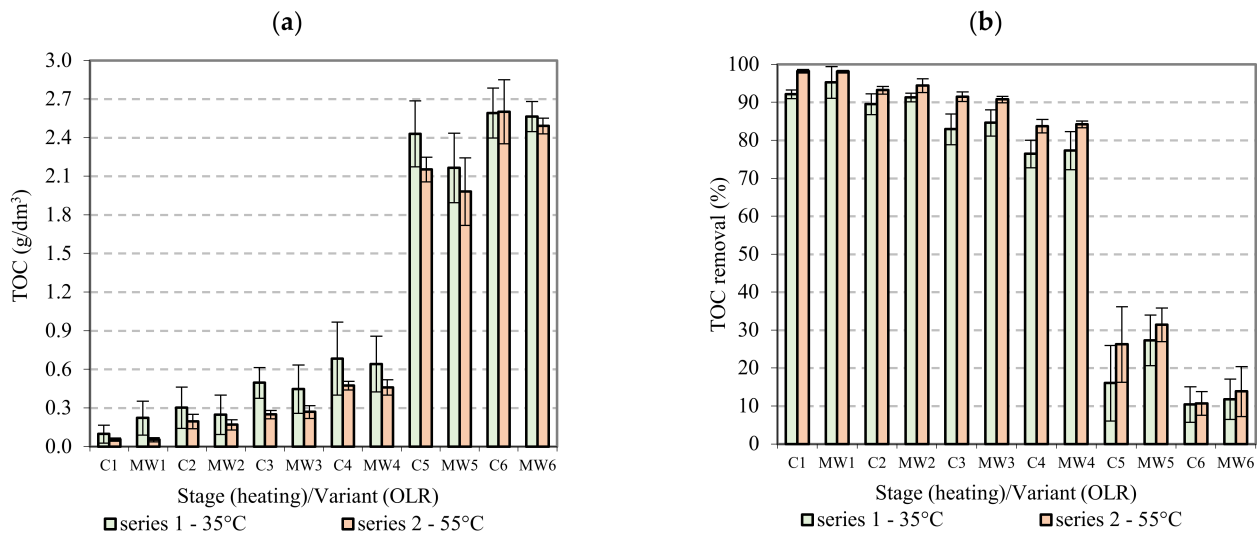 (a)
TOC (g/dm³)
3.0
2.7
2.4
2.1
1.8
1.5
1.2
0.9
0.6
0.3
0.0
C1 MW1 C2 MW2 C3 MW3 C4 MW4 C5 MW5 C6 MW6
Stage (heating)/Variant (OLR)
series 1 - 35°C series 2 - 55°C
(b)
TOC removal (%)
100
90
80
70
60
50
40
30
20
10
0
C1 MW1 C2 MW2 C3 MW3 C4 MW4 C5 MW5 C6 MW6
Stage (heating)/Variant (OLR)
series 1 - 35°C series 2 - 55°C